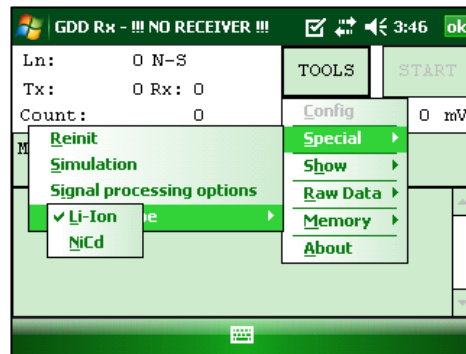 GDD Rx - !!! NO RECEIVER !!! 3:46 ok
Ln: 0 N-S
Tx: 0 Rx: 0
Count: 0
TOOLS
START
0 mV
M
Config
Special
Show
Raw Data
Memory
About
Reinit
Simulation
Signal processing options
pe
Li-Ion
NiCd